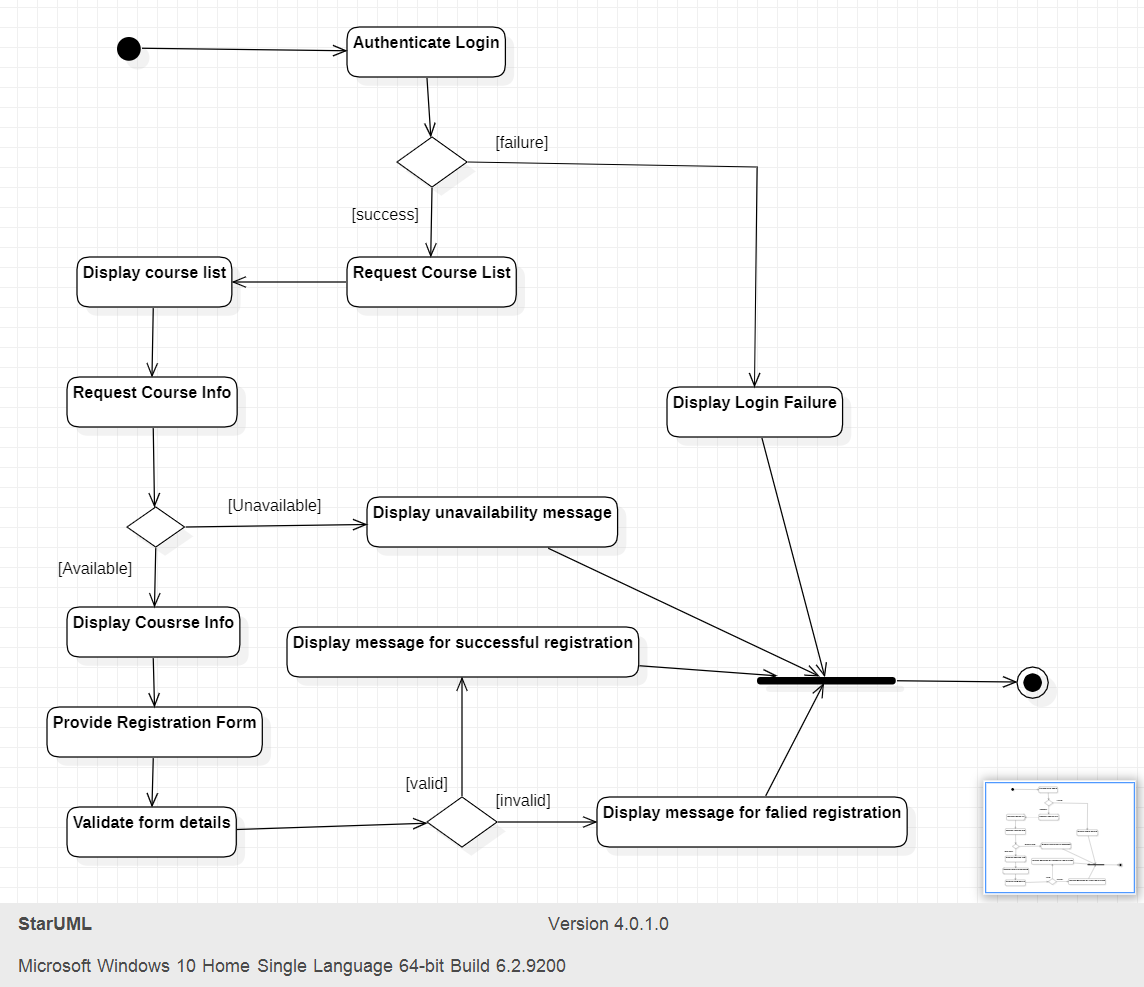 Authenticate Login
[failure]
[success]
Display course list
Request Course List
Request Course Info
Display Login Failure
[Unavailable]
Display unavailability message
[Available]
Display Cousrse Info
Display message for successful registration
Provide Registration Form
[valid]
[invalid]
Validate form details
Display message for falied registration
StarUML
Version 4.0.1.0
Microsoft Windows 10 Home Single Language 64-bit Build 6.2.9200